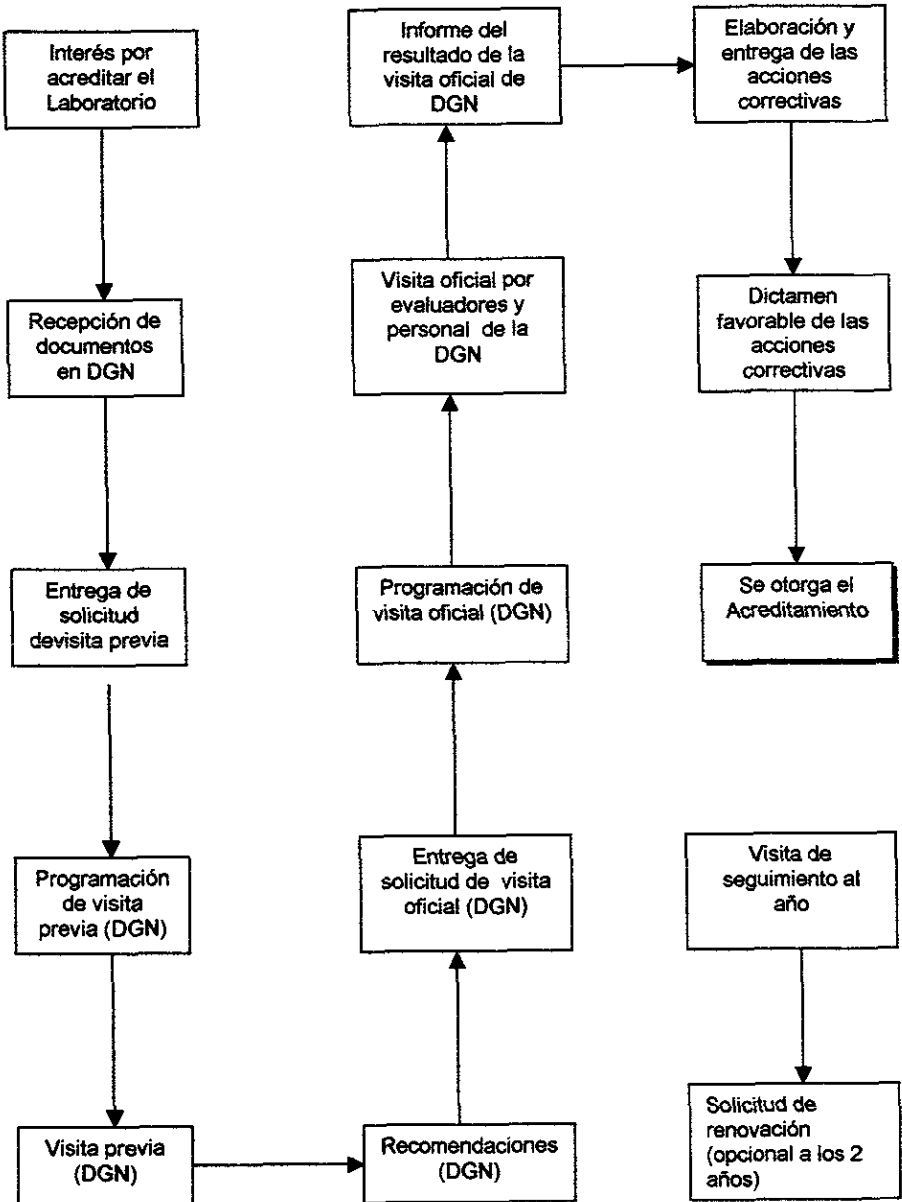 Interés por
acreditar el
Laboratorio
Recepción de
documentos
en DGN
Entrega de
solicitud
devisita previa
Programación
de visita
previa (DGN)
Visita previa
(DGN)
Recomendaciones
(DGN)
Entrega de
solicitud de visita
oficial (DGN)
Programación de
visita oficial (DGN)
Visita oficial por
evaluadores y
personal de la
DGN
Informe del
resultado de la
visita oficial de
DGN
Elaboración y
entrega de las
acciones
correctivas
Dictamen
favorable de las
acciones
correctivas
Se otorga el
Acreditamiento
Visita de
seguimiento al
año
Solicitud de
renovación
(opcional a los 2
años)